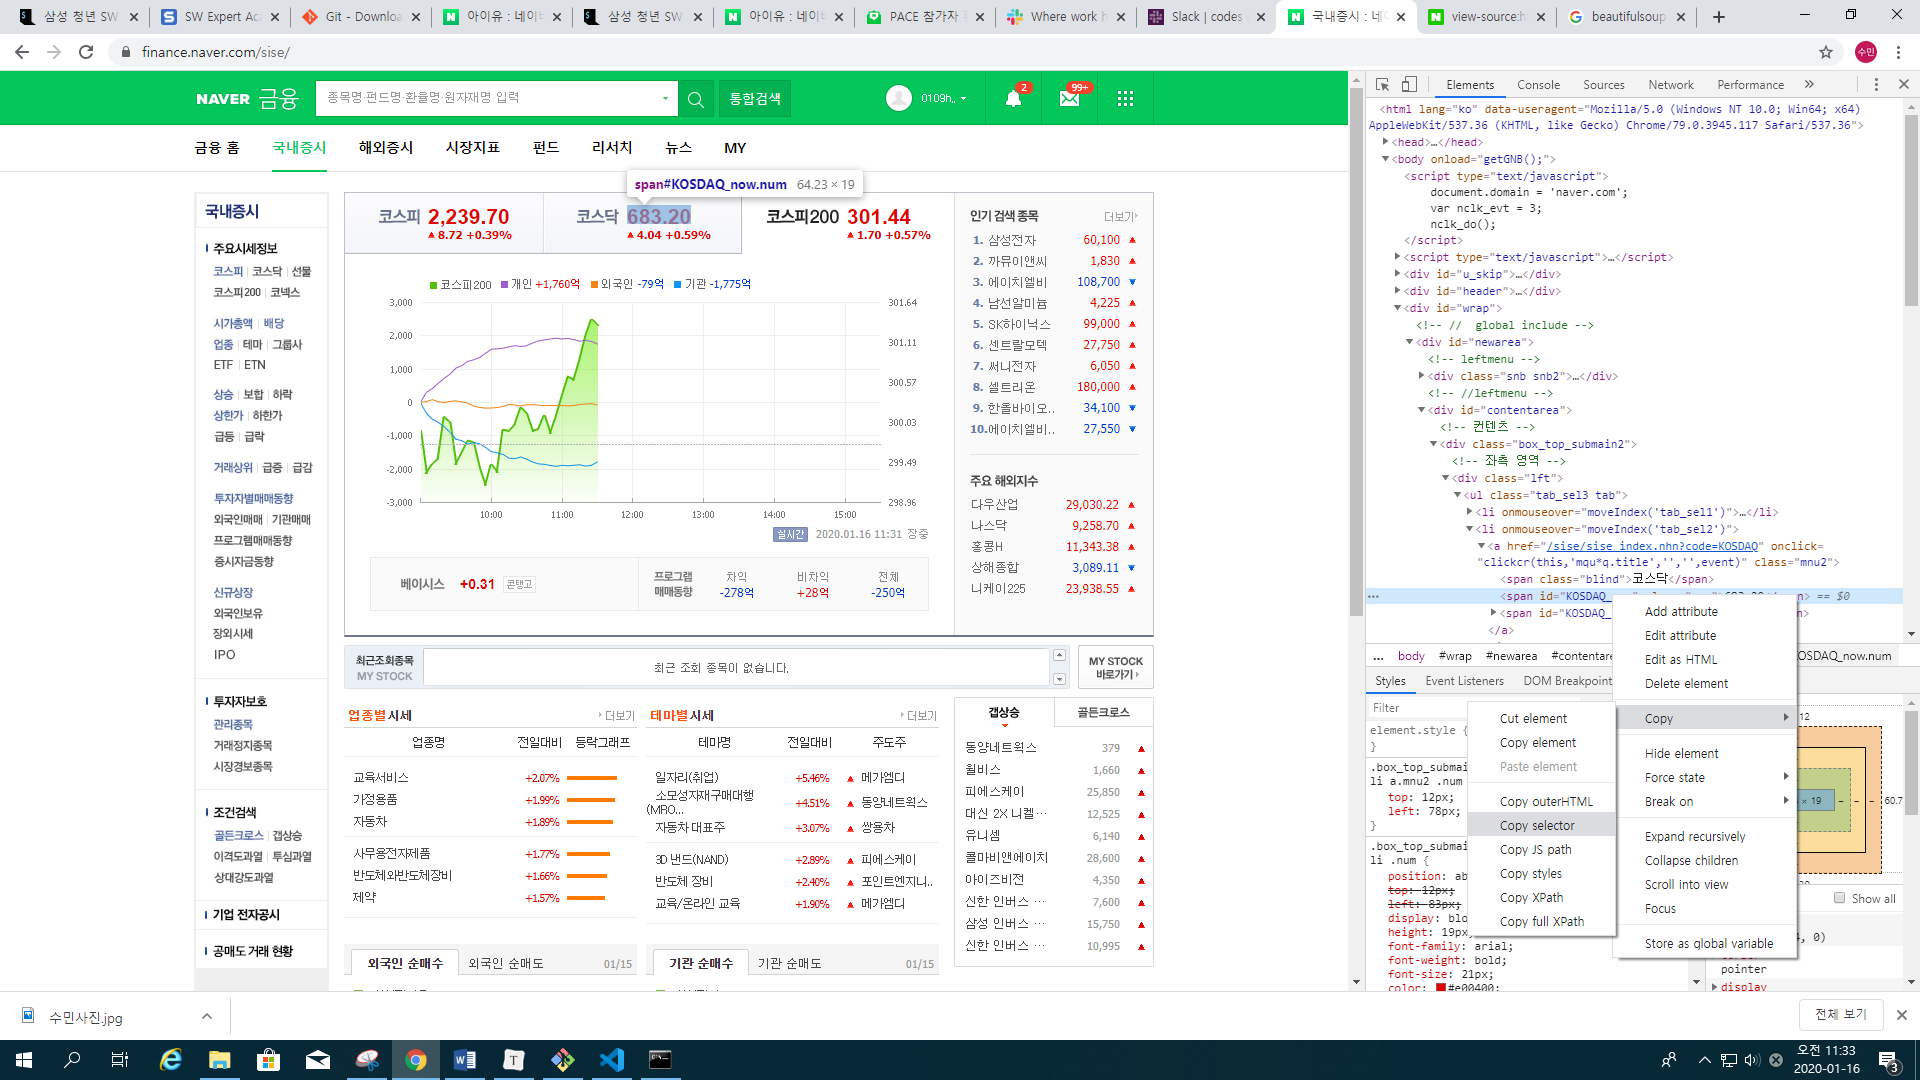 삼성 청년 SW
SW Expert Aca
Git - Downloa
아이유 : 네이버
삼성 청년 SW
아이유 : 네이버
PACE 참가자
Where work h
Slack | codes
국내증시 : 네이
view-source:h
beautifulsoup
finance.naver.com/sise/
수민
NAVER 금융
종목명·펀드명·환율명·원자재명 입력
통합검색
0109h..
2
99+
금융 홈 국내증시 해외증시 시장지표 펀드 리서치 뉴스 MY
span#KOSDAQ_now.num 64.23 × 19
국내증시
주요시세정보
코스피 | 코스닥 | 선물
코스피200 | 코넥스
시가총액 | 배당
업종 | 테마 | 그룹사
ETF | ETN
상승 | 보합 | 하락
상한가 | 하한가
급등 | 급락
거래상위 | 급증 | 급감
투자자별매매동향
외국인매매 | 기관매매
프로그램매매동향
증시자금동향
신규상장
외국인보유
장외시세
IPO
투자자보호
관리종목
거래정지종목
시장경보종목
조건검색
골든크로스 | 갭상승
이격도과열 | 투심과열
상대강도과열
기업 전자공시
공매도 거래 현황
코스피 2,239.70
▲8.72 +0.39%
코스닥 683.20
▲4.04 +0.59%
코스피200 301.44
▲1.70 +0.57%
코스피200 개인 +1,760억 외국인 -79억 기관 -1,775억
3,000
2,000
1,000
0
-1,000
-2,000
-3,000
301.64
301.11
300.57
300.03
299.49
298.96
10:00 11:00 12:00 13:00 14:00 15:00
실시간 2020.01.16 11:31 장중
베이시스 +0.31 콘탱고
프로그램
매매동향
차익
-278억
비차익
+28억
전체
-250억
인기 검색 종목 더보기
1. 삼성전자 60,100 ▲
2. 까뮤이앤씨 1,830 ▲
3. 에이치엘비 108,700 ▼
4. 남선알미늄 4,225 ▲
5. SK하이닉스 99,000 ▲
6. 센트랄모텍 27,750 ▲
7. 써니전자 6,050 ▲
8. 셀트리온 180,000 ▲
9. 한올바이오.. 34,100 ▼
10.에이치엘비.. 27,550 ▼
주요 해외지수
다우산업 29,030.22 ▲
나스닥 9,258.70 ▲
홍콩H 11,343.38 ▲
상해종합 3,089.11 ▼
니케이225 23,938.55 ▲
최근조회종목
MY STOCK
최근 조회 종목이 없습니다.
MY STOCK
바로가기
업종별 시세 더보기
업종명 전일대비 등락그래프
교육서비스 +2.07%
가정용품 +1.99%
자동차 +1.89%
사무용전자제품 +1.77%
반도체와반도체장비 +1.66%
제약 +1.57%
테마별 시세 더보기
테마명 전일대비 주도주
일자리(취업) +5.46% ▲ 메가엠디
소모성자재구매대행
(MRO... +4.51% ▲ 동양네트웍스
자동차 대표주 +3.07% ▲ 쌍용차
3D 낸드(NAND) +2.89% ▲ 피에스케이
반도체 장비 +2.40% ▲ 포인트엔지니..
교육/온라인 교육 +1.90% ▲ 메가엠디
갭상승 골든크로스
동양네트웍스 379 ▲
윌비스 1,660 ▲
피에스케이 25,850 ▲
대신 2X 니켈… 12,525 ▲
유니셈 6,140 ▲
콜마비앤에이치 28,600 ▲
아이즈비전 4,350 ▲
신한 인버스 … 7,600 ▲
삼성 인버스 … 15,750 ▲
신한 인버스 … 10,995 ▲
외국인 순매수 외국인 순매도 01/15
기관 순매수 기관 순매도 01/15
Elements Console Sources Network Performance »
<html lang="ko" data-useragent="Mozilla/5.0 (Windows NT 10.0; Win64; x64)
AppleWebKit/537.36 (KHTML, like Gecko) Chrome/79.0.3945.117 Safari/537.36">
<head>…</head>
<body onload="getGNB();">
<script type="text/javascript">
document.domain = 'naver.com';
var nclk_evt = 3;
nclk_do();
</script>
<script type="text/javascript">…</script>
<div id="u_skip">…</div>
<div id="header">…</div>
<div id="wrap">
<!-- // global include -->
<div id="newarea">
<!-- leftmenu -->
<div class="snb snb2">…</div>
<!-- //leftmenu -->
<div id="contentarea">
<!-- 컨텐츠 -->
<div class="box_top_submain2">
<!-- 좌측 영역 -->
<div class="lft">
<ul class="tab_sel3 tab">
<li onmouseover="moveIndex('tab_sel1')">…</li>
<li onmouseover="moveIndex('tab_sel2')">
<a href="/sise/sise_index.nhn?code=KOSDAQ" onclick=
"clickcr(this,'mqu*q.title','','',event)" class="mnu2">
<span class="blind">코스닥</span>
<span id="KOSDAQ_ == $0
<span id="KOSDAQ_
</a>
... body #wrap #newarea #contentare KOSDAQ_now.num
Styles Event Listeners DOM Breakpoint
Filter
element.style {
}
.box_top_submai
li a.mnu2 .num
top: 12px;
left: 78px;
}
.box_top_submai
li .num {
position: ab
top: 12px;
left: 83px;
display: blo
height: 19px
font-family: arial;
font-weight: bold;
font-size: 21px;
color: #e00400;
Add attribute
Edit attribute
Edit as HTML
Delete element
Copy
Hide element
Force state
Break on
Expand recursively
Collapse children
Scroll into view
Focus
Store as global variable
Cut element
Copy element
Paste element
Copy outerHTML
Copy selector
Copy JS path
Copy styles
Copy XPath
Copy full XPath
12
× 19
60.7
Show all
4, 0)
pointer
display
수민사진.jpg
전체 보기
오전 11:33
2020-01-16
3